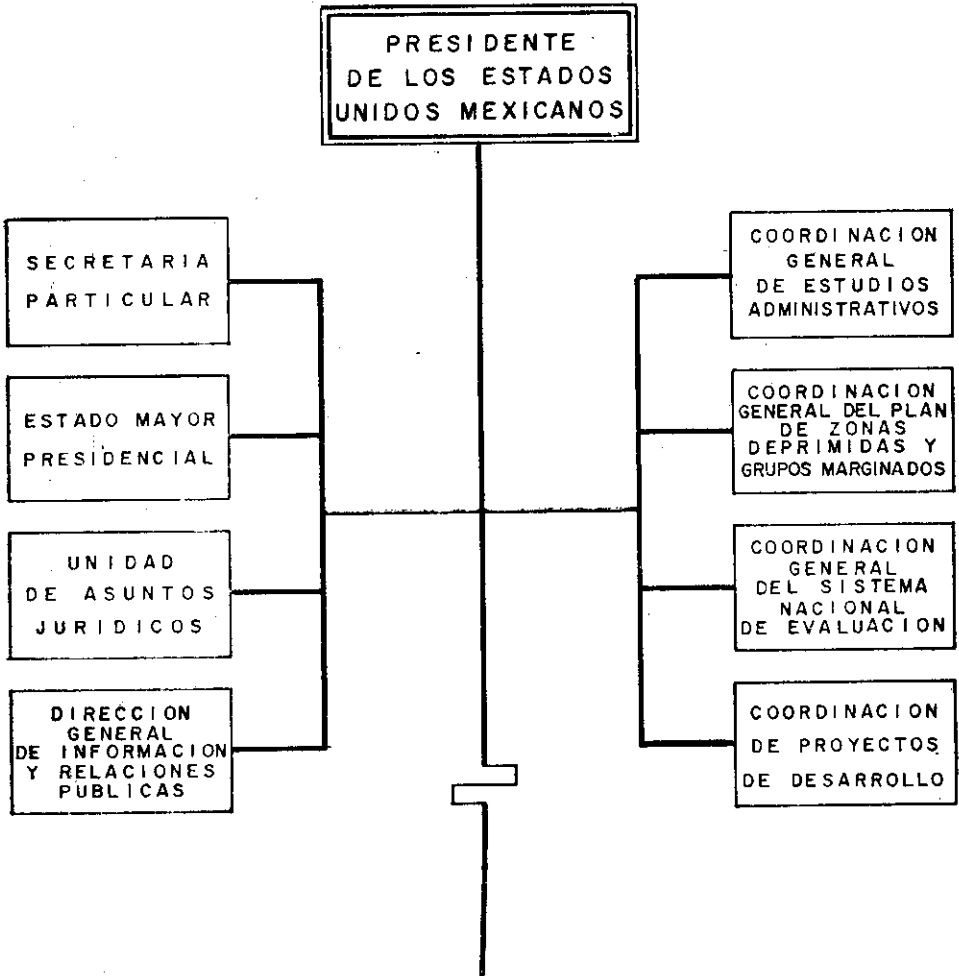 PRESIDENTE
DE LOS ESTADOS
UNIDOS MEXICANOS
SECRETARIA
PARTICULAR
ESTADO MAYOR
PRESIDENCIAL
UNIDAD
DE ASUNTOS
JURIDICOS
DIRECCION
GENERAL
DE INFORMACION
Y RELACIONES
PUBLICAS
COORDINACION
GENERAL
DE ESTUDIOS
ADMINISTRATIVOS
COORDINACION
GENERAL DEL PLAN
DE ZONAS
DEPRIMIDAS Y
GRUPOS MARGINADOS
COORDINACION
GENERAL
DEL SISTEMA
NACIONAL
DE EVALUACION
COORDINACION
DE PROYECTOS
DE DESARROLLO